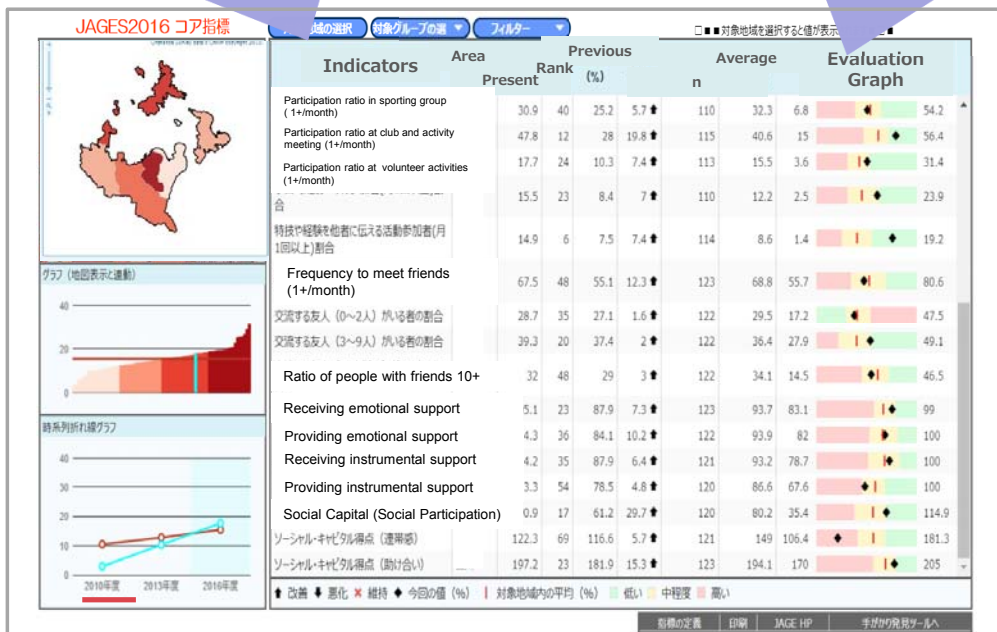 JAGES2016 コア指標
域の選択
対象グループの選
フィルター
□■■対象地域を選択すると値が表示
Indicators
Area
Present
Rank
Previous
(%)
n
Average
Evaluation
Graph
Participation ratio in sporting group
( 1+/month)
30.9 40 25.2 5.7 110 32.3 6.8 54.2
Participation ratio at club and activity
meeting (1+/month)
47.8 12 28 19.8 115 40.6 15 56.4
Participation ratio at volunteer activities
(1+/month)
17.7 24 10.3 7.4 113 15.5 3.6 31.4
合
15.5 23 8.4 7 110 12.2 2.5 23.9
特技や経験を他者に伝える活動参加者(月
1回以上)割合
14.9 6 7.5 7.4 114 8.6 1.4 19.2
Frequency to meet friends
(1+/month)
67.5 48 55.1 12.3 123 68.8 55.7 80.6
交流する友人（0～2人）がいる者の割合 28.7 35 27.1 1.6 122 29.5 17.2 47.5
交流する友人（3～9人）がいる者の割合 39.3 20 37.4 2 122 36.4 27.9 49.1
Ratio of people with friends 10+ 32 48 29 3 122 34.1 14.5 46.5
Receiving emotional support 5.1 23 87.9 7.3 123 93.7 83.1 99
Providing emotional support 4.3 36 84.1 10.2 122 93.9 82 100
Receiving instrumental support 4.2 35 87.9 6.4 121 93.2 78.7 100
Providing instrumental support 3.3 54 78.5 4.8 120 86.6 67.6 100
Social Capital (Social Participation) 0.9 17 61.2 29.7 120 80.2 35.4 114.9
ソーシャル・キャピタル得点（連帯感） 122.3 69 116.6 5.7 121 149 106.4 181.3
ソーシャル・キャピタル得点（助け合い） 197.2 23 181.9 15.3 123 194.1 170 205
グラフ（地図表示と連動）
40
20
0
時系列折れ線グラフ
40
30
20
10
0
2010年度 2013年度 2016年度
改善 悪化 維持 今回の値（%） 対象地域内の平均（%） 低い 中程度 高い
指標の定義 印刷 JAGE HP 手がかり発見ツールへ